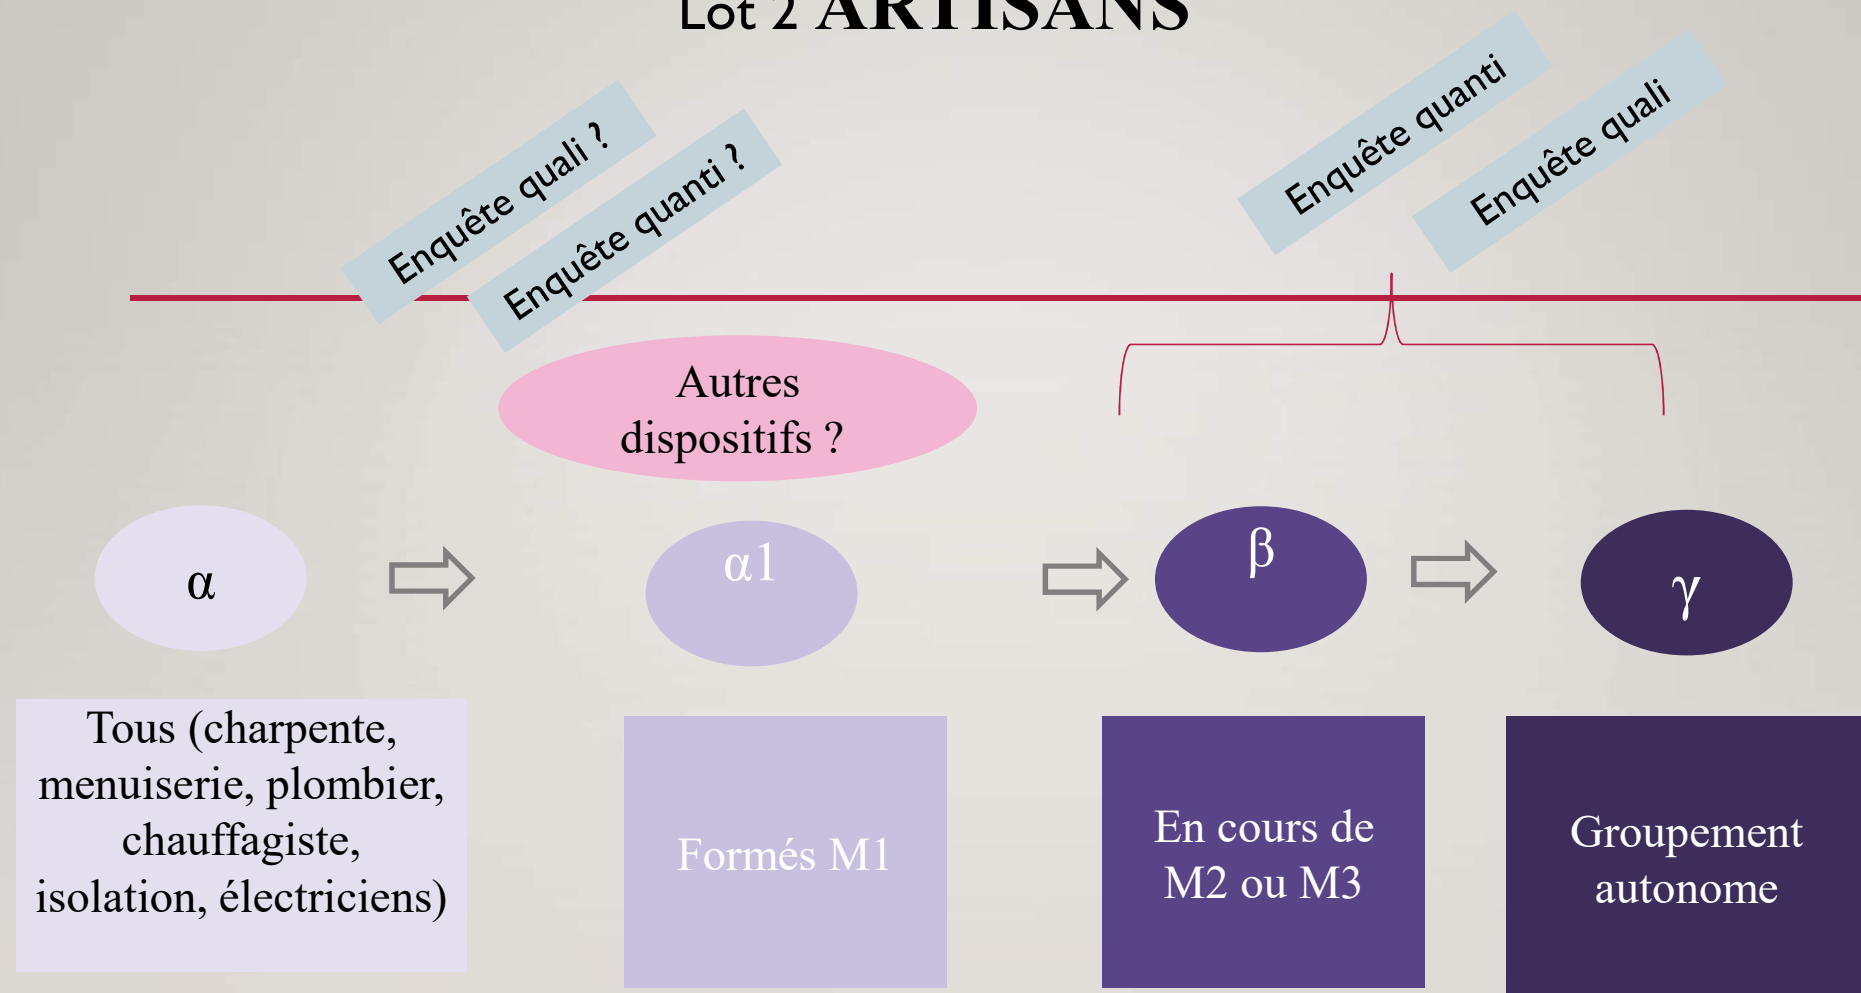 Lot 2 ARTISANS
Enquête quali ?
Enquête quanti ?
Enquête quanti
Enquête quali
Autres
dispositifs ?
α
α1
β
γ
Tous (charpente,
menuiserie, plombier,
chauffagiste,
isolation, électriciens)
Formés M1
En cours de
M2 ou M3
Groupement
autonome